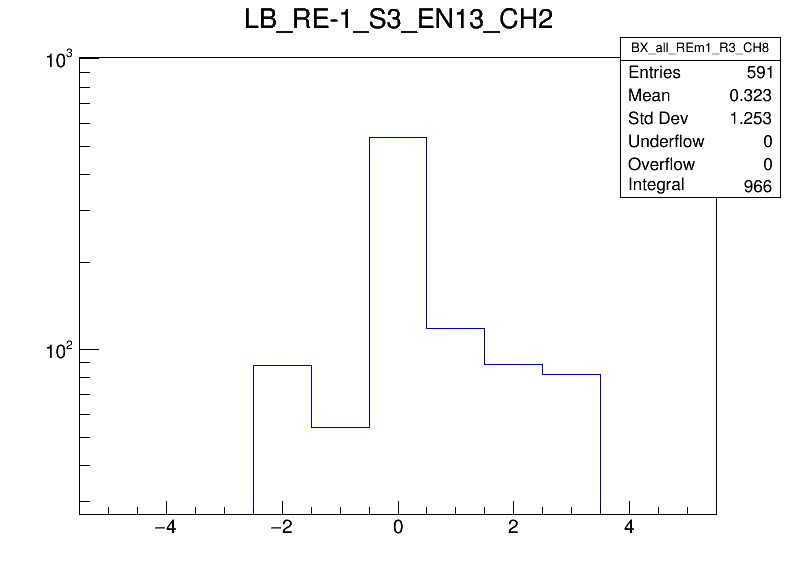 LB_RE-1_S3_EN13_CH2
BX_all_REm1_R3_CH8
Entries 591
Mean 0.323
Std Dev 1.253
Underflow 0
Overflow 0
Integral 966
10³
10²
−4 −2 0 2 4